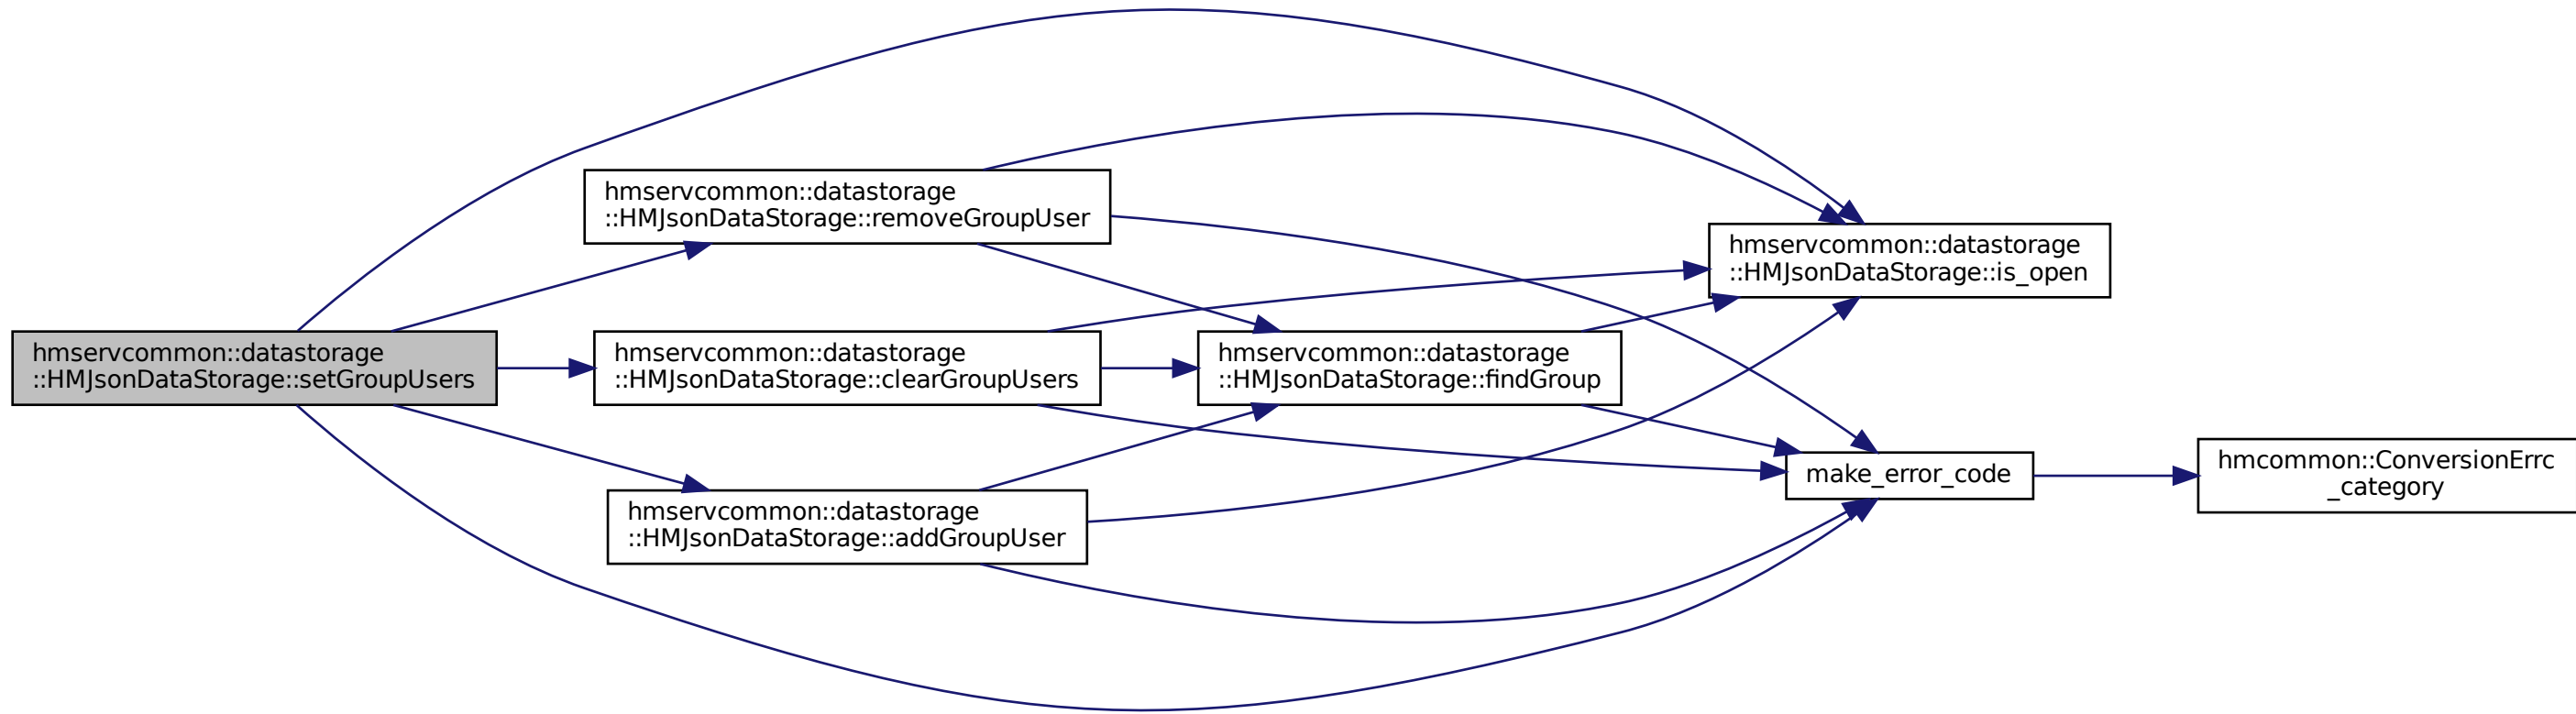 hmservcommon::datastorage
::HMJsonDataStorage::setGroupUsers
hmservcommon::datastorage
::HMJsonDataStorage::removeGroupUser
hmservcommon::datastorage
::HMJsonDataStorage::clearGroupUsers
hmservcommon::datastorage
::HMJsonDataStorage::addGroupUser
hmservcommon::datastorage
::HMJsonDataStorage::findGroup
hmservcommon::datastorage
::HMJsonDataStorage::is_open
make_error_code
hmcommon::ConversionErrc
_category